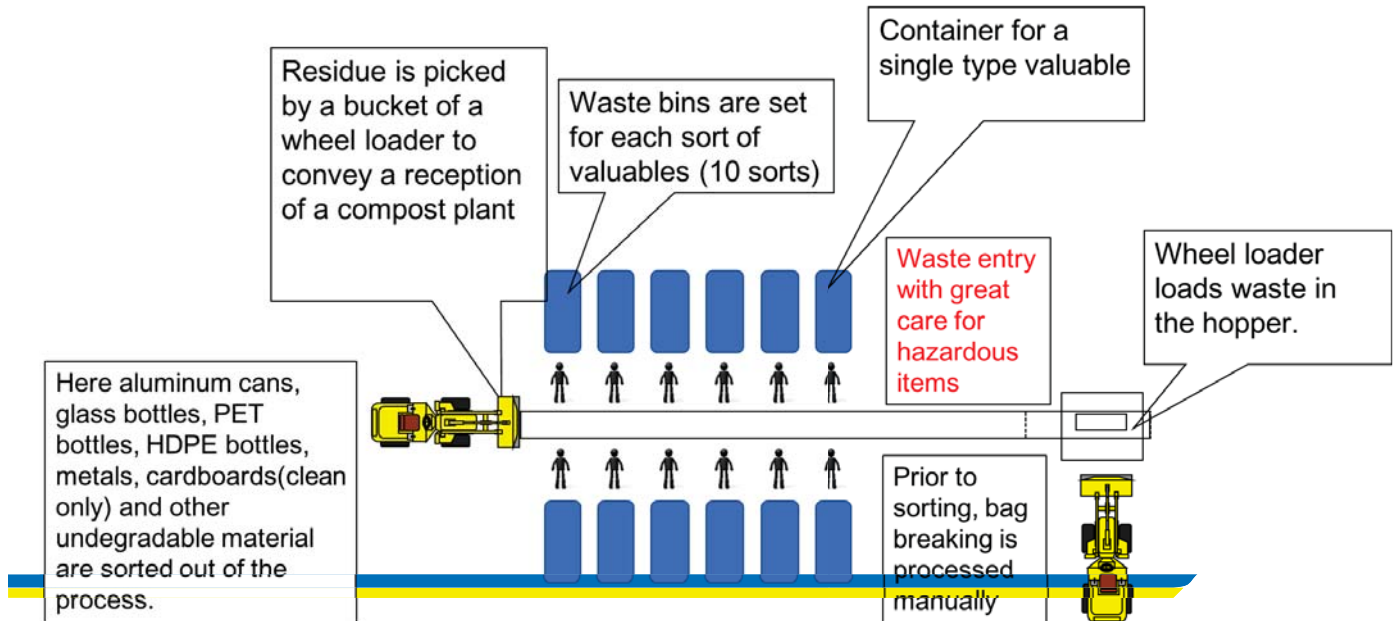 Residue is picked
by a bucket of a
wheel loader to
convey a reception
of a compost plant
Waste bins are set
for each sort of
valuables (10 sorts)
Container for a
single type valuable
Waste entry
with great
care for
hazardous
items
Wheel loader
loads waste in
the hopper.
Here aluminum cans,
glass bottles, PET
bottles, HDPE bottles,
metals, cardboards(clean
only) and other
undegradable material
are sorted out of the
process.
Prior to
sorting, bag
breaking is
processed
manually